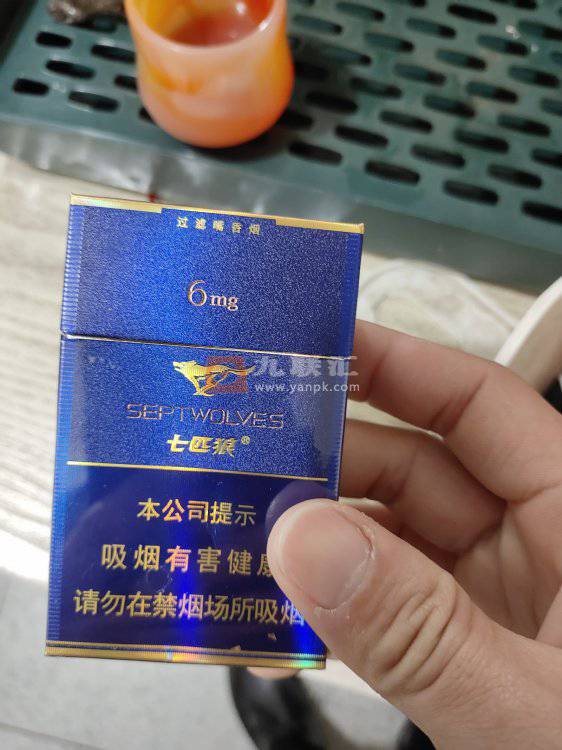 过滤嘴香烟
6mg
九联汇
www.yanpk.com
SEPTWOLVES
七匹狼®
本公司提示
吸烟有害健康
请勿在禁烟场所吸烟